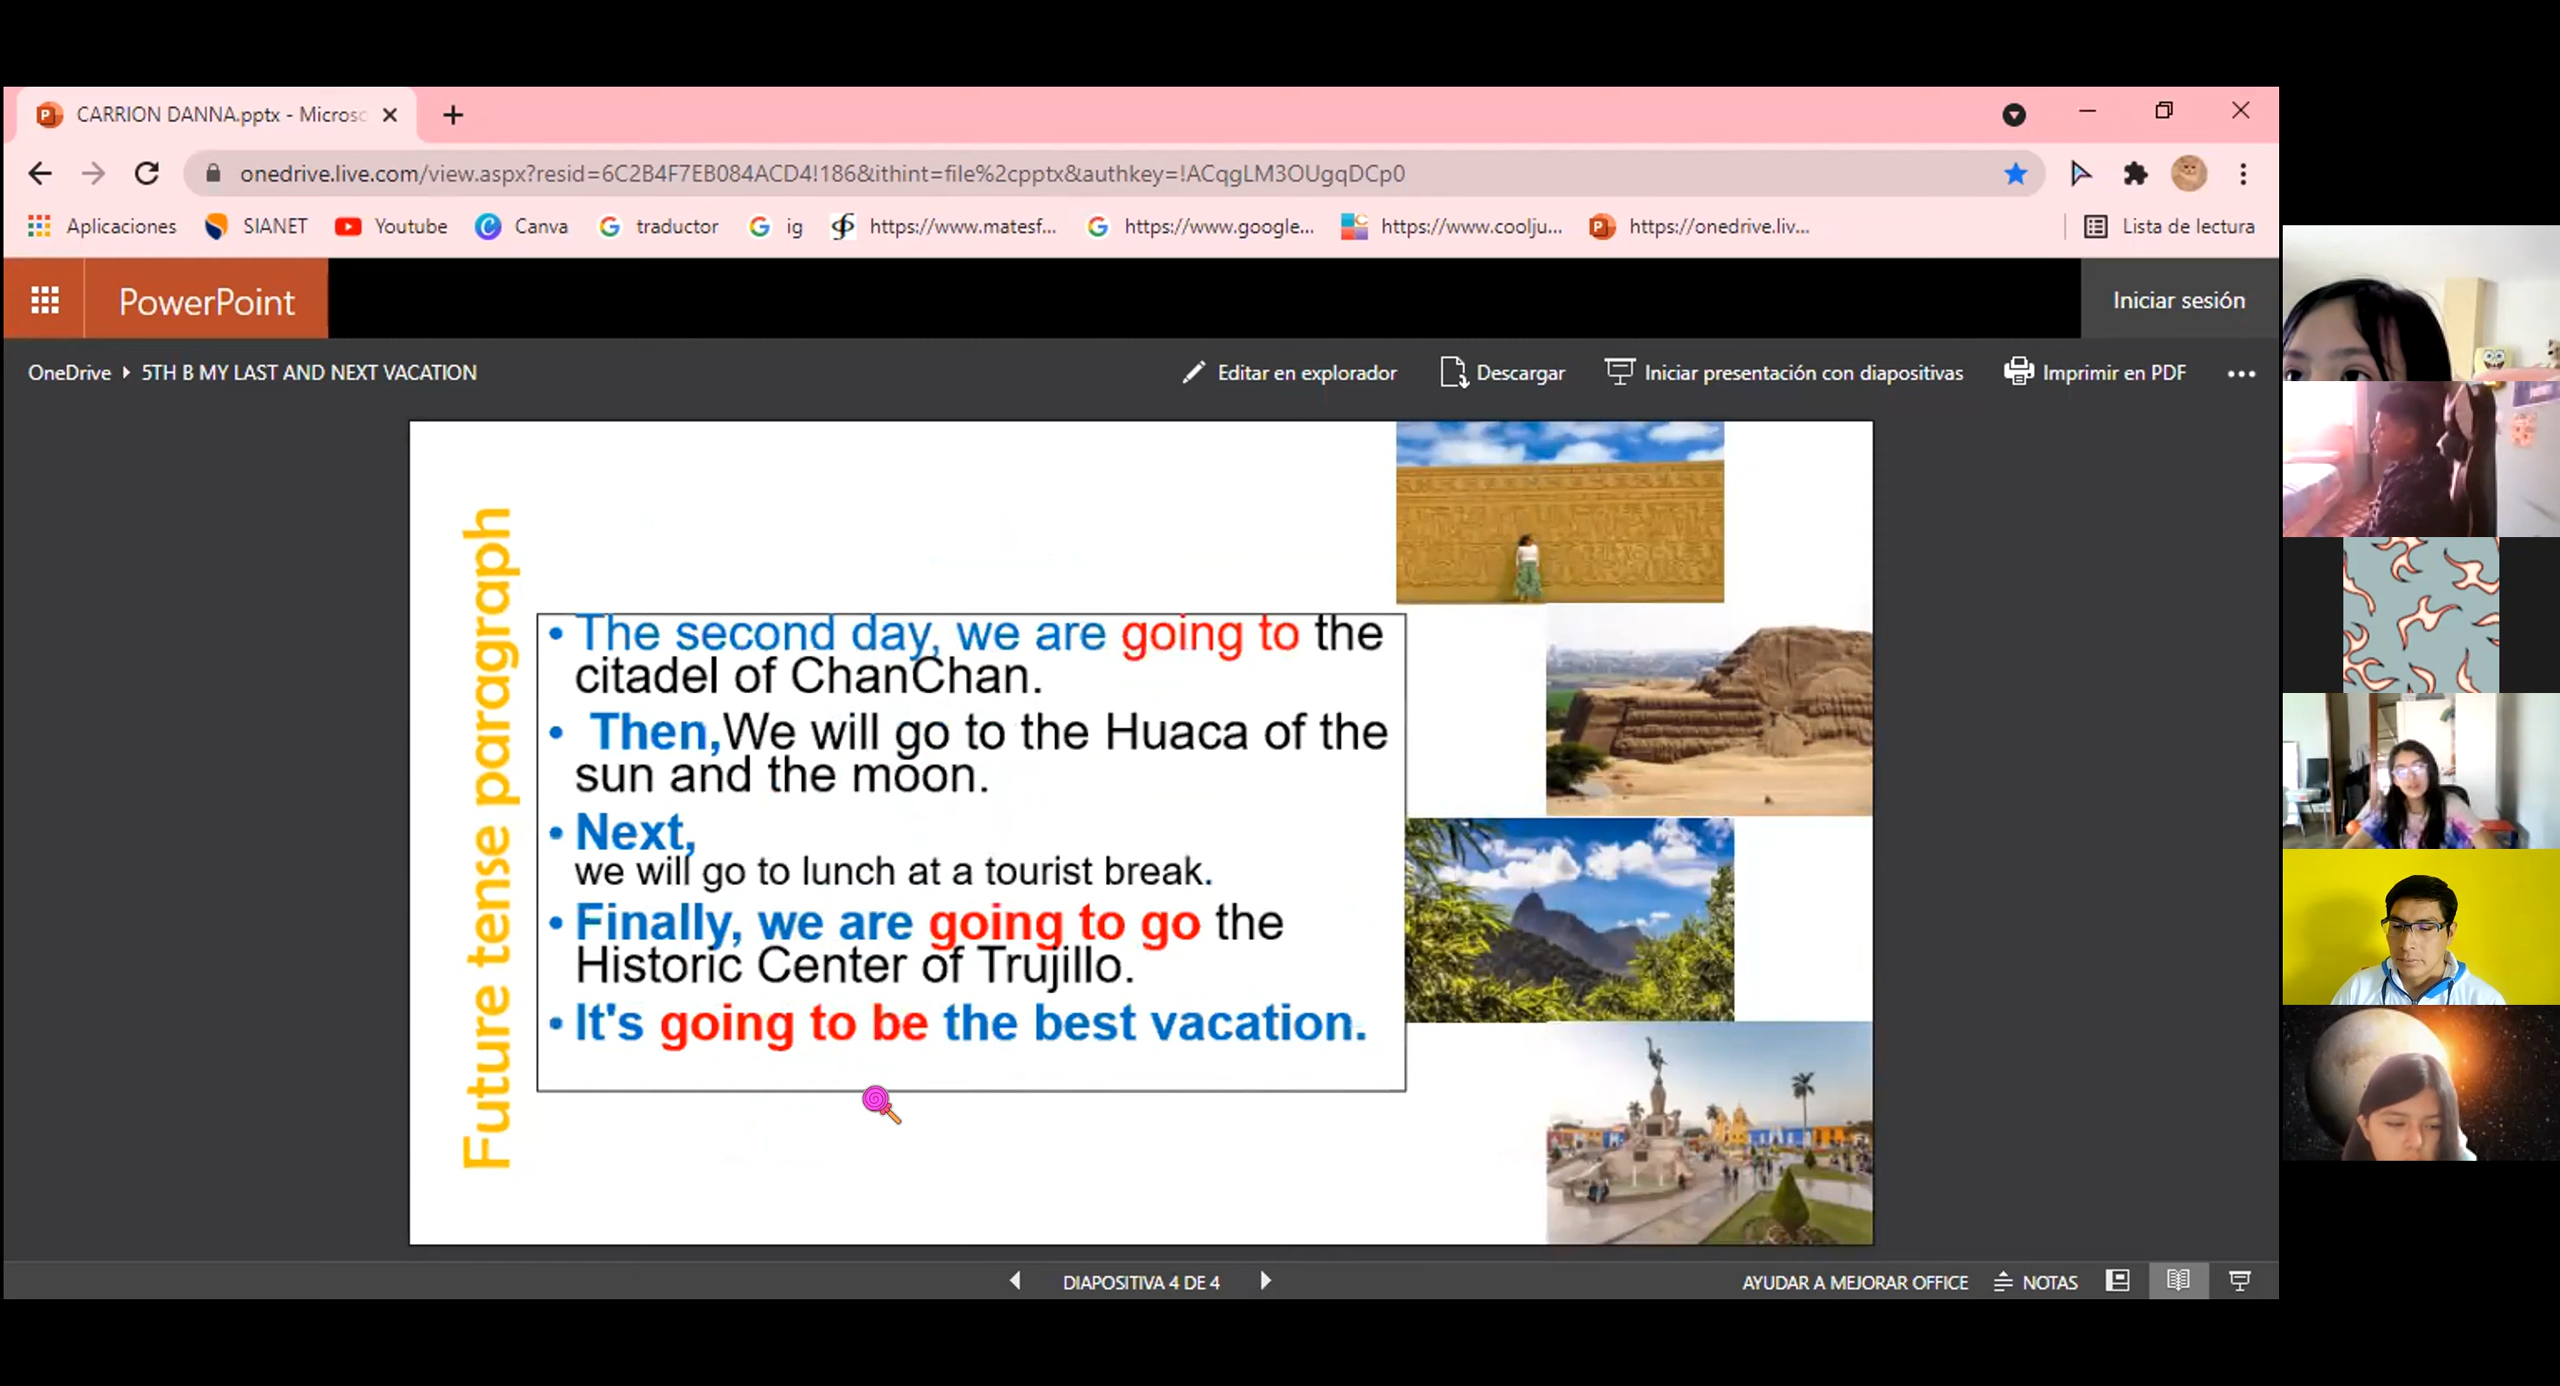 CARRION DANNA.pptx - Microsc
onedrive.live.com/view.aspx?resid=6C2B4F7EB084ACD4!186&ithint=file%2cpptx&authkey=!ACqgLM3OUgqDCp0
Aplicaciones SIANET Youtube Canva traductor ig https://www.matesf... https://www.google... https://www.coolju... https://onedrive.liv... Lista de lectura
PowerPoint
Iniciar sesión
OneDrive 5TH B MY LAST AND NEXT VACATION
Editar en explorador Descargar Iniciar presentación con diapositivas Imprimir en PDF
Future tense paragraph
• The second day, we are going to the
citadel of ChanChan.
• Then,We will go to the Huaca of the
sun and the moon.
• Next,
we will go to lunch at a tourist break.
• Finally, we are going to go the
Historic Center of Trujillo.
• It's going to be the best vacation.
DIAPOSITIVA 4 DE 4
AYUDAR A MEJORAR OFFICE NOTAS